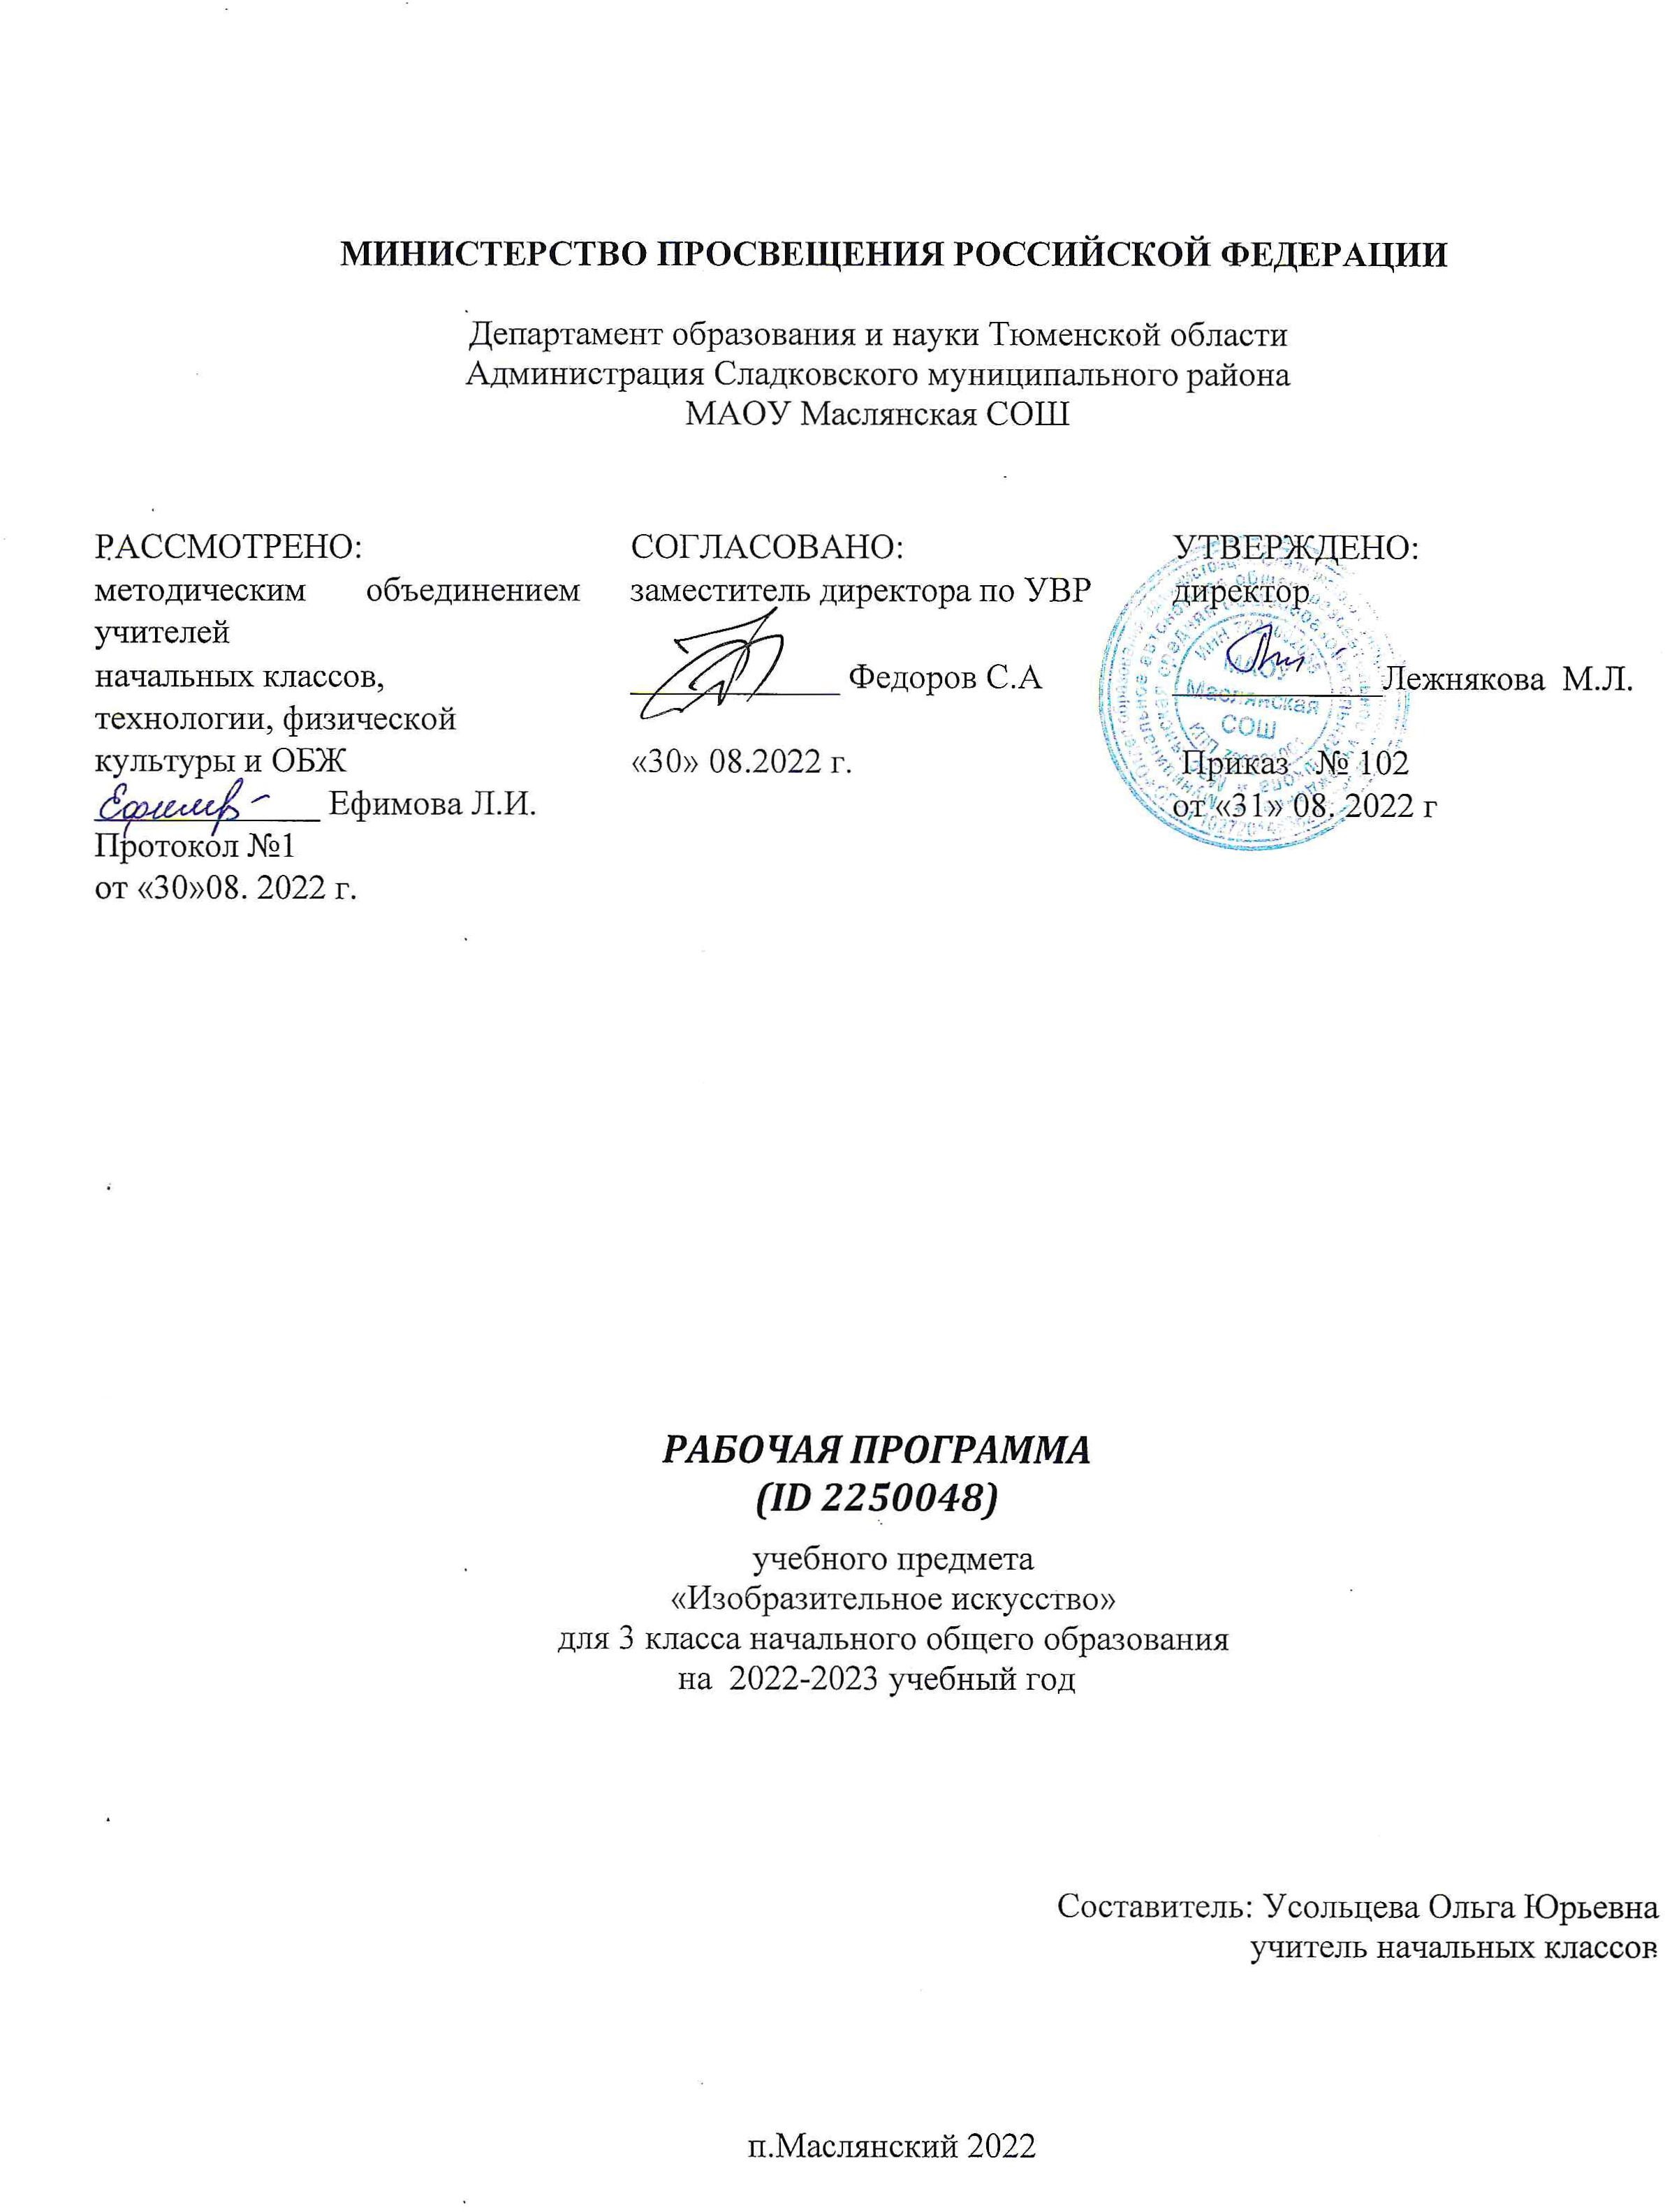 МИНИСТЕРСТВО ПРОСВЕЩЕНИЯ РОССИЙСКОЙ ФЕДЕРАЦИИ
Департамент образования и науки Тюменской области
Администрация Сладковского муниципального района
МАОУ Маслянская СОШ
РАССМОТРЕНО:
методическим объединением
учителей
начальных классов,
технологии, физической
культуры и ОБЖ
Ефимова Л.И.
Протокол №1
от «30»08. 2022 г.
СОГЛАСОВАНО:
заместитель директора по УВР
Федоров С.А
«30» 08.2022 г.
УТВЕРЖДЕНО:
директор
Лежнякова М.Л.
Приказ № 102
от «31» 08. 2022 г
МАОУ
Маслянская
СОШ
РАБОЧАЯ ПРОГРАММА
(ID 2250048)
учебного предмета
«Изобразительное искусство»
для 3 класса начального общего образования
на 2022-2023 учебный год
Составитель: Усольцева Ольга Юрьевна
учитель начальных классов
п.Маслянский 2022